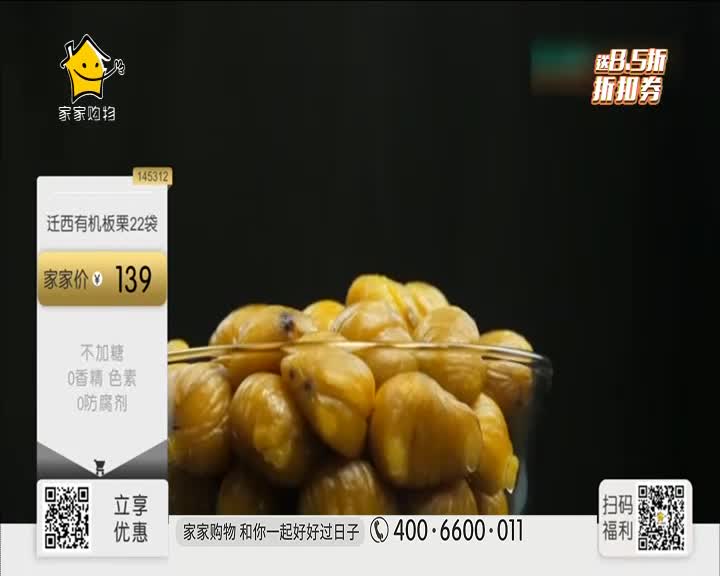 家家购物
送8.5折
折扣券
145312
迁西有机板栗22袋
家家价 ¥ 139
不加糖
0香精 色素
0防腐剂
立享
优惠
家家购物 和你一起好好过日子
400·6600·011
扫码
福利